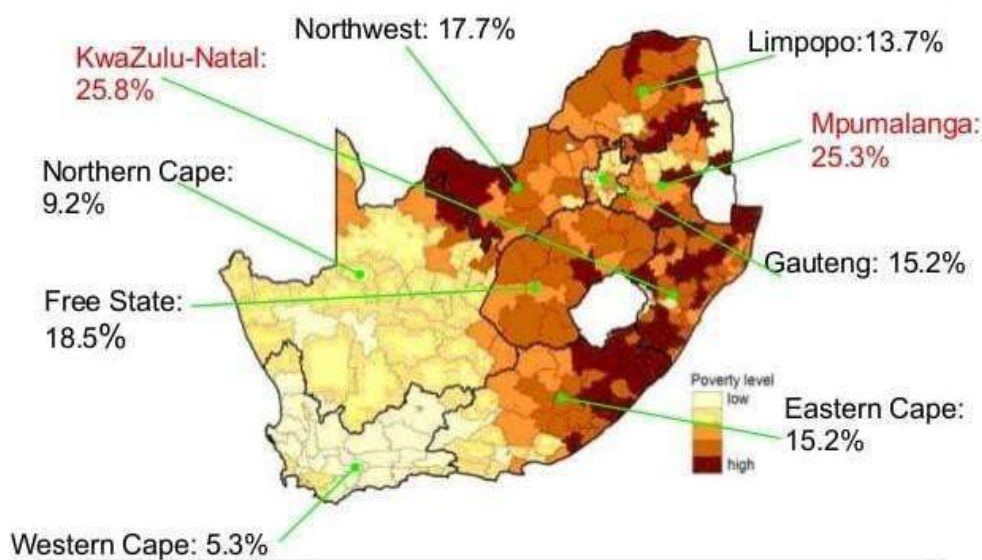 Northwest: 17.7%
KwaZulu-Natal:
25.8%
Limpopo:13.7%
Mpumalanga:
25.3%
Northern Cape:
9.2%
Gauteng: 15.2%
Free State:
18.5%
Poverty level
low
high
Eastern Cape:
15.2%
Western Cape: 5.3%